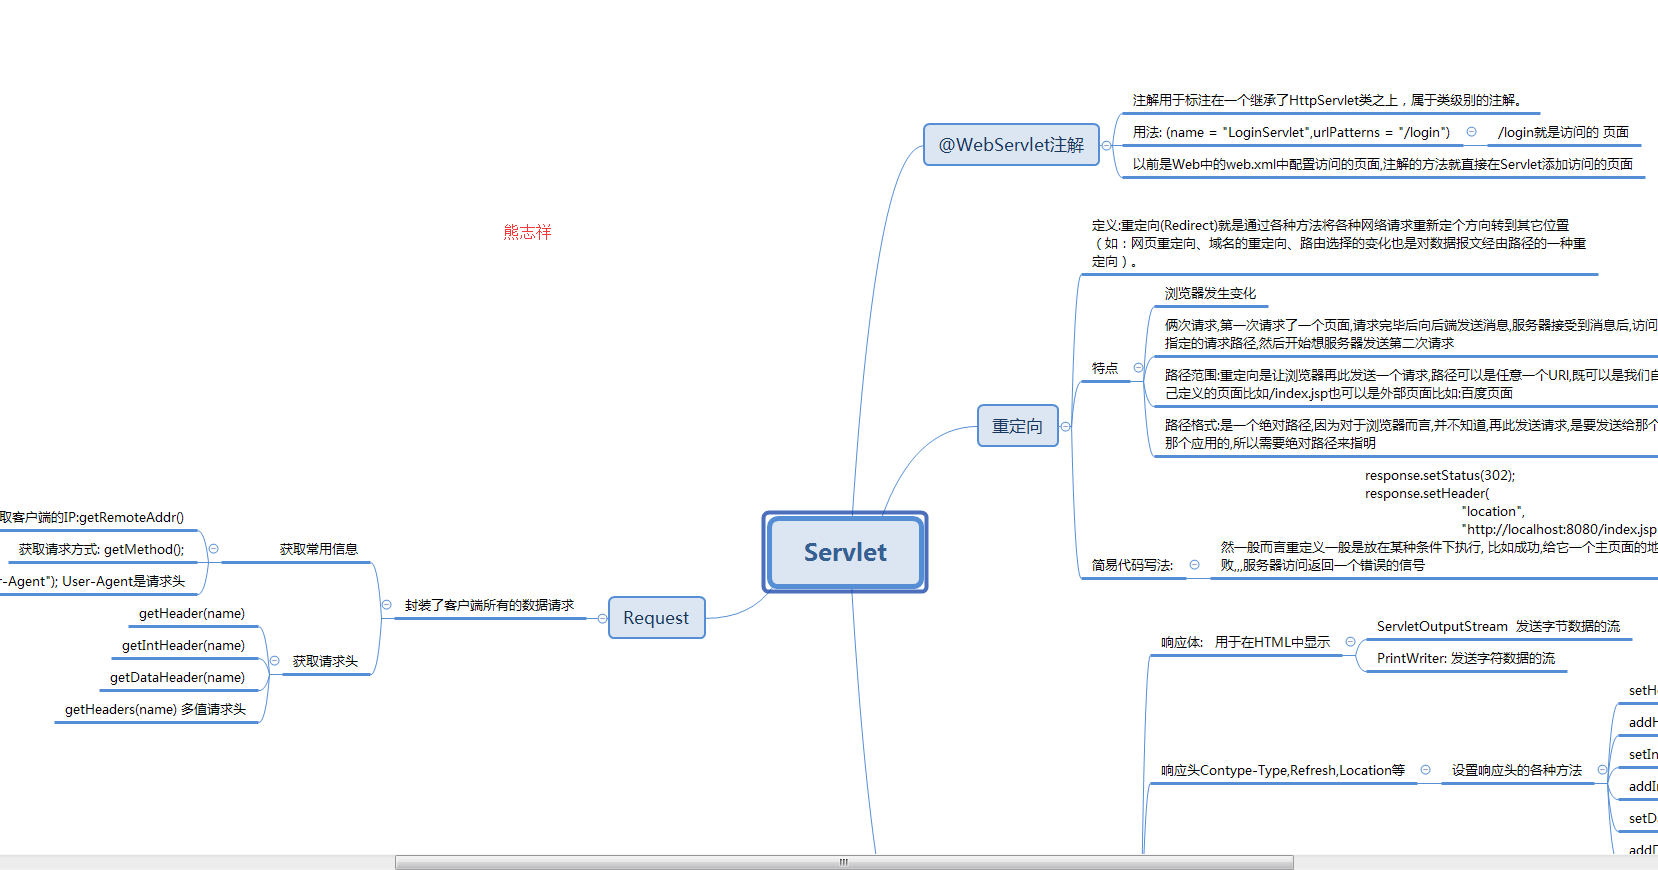 注解用于标注在一个继承了HttpServlet类之上，属于类级别的注解。
@WebServlet注解
用法: (name = "LoginServlet",urlPatterns = "/login")
/login就是访问的 页面
以前是Web中的web.xml中配置访问的页面,注解的方法就直接在Servlet添加访问的页面
熊志祥
定义:重定向(Redirect)就是通过各种方法将各种网络请求重新定个方向转到其它位置
（如：网页重定向、域名的重定向、路由选择的变化也是对数据报文经由路径的一种重
定向）。
浏览器发生变化
俩次请求,第一次请求了一个页面,请求完毕后向后端发送消息,服务器接受到消息后,访问
指定的请求路径,然后开始想服务器发送第二次请求
特点
路径范围:重定向是让浏览器再此发送一个请求,路径可以是任意一个URI,既可以是我们自
己定义的页面比如/index.jsp也可以是外部页面比如:百度页面
重定向
路径格式:是一个绝对路径,因为对于浏览器而言,并不知道,再此发送请求,是要发送给那个
那个应用的,所以需要绝对路径来指明
response.setStatus(302);
response.setHeader(
"location",
"http://localhost:8080/index.jsp
然一般而言重定义一般是放在某种条件下执行, 比如成功,给它一个主页面的地
简易代码写法:
败,,,服务器访问返回一个错误的信号
Servlet
取客户端的IP:getRemoteAddr()
获取请求方式: getMethod();
获取常用信息
r-Agent"); User-Agent是请求头
封装了客户端所有的数据请求
Request
getHeader(name)
getIntHeader(name)
获取请求头
getDataHeader(name)
getHeaders(name) 多值请求头
响应体: 用于在HTML中显示
ServletOutputStream 发送字节数据的流
PrintWriter: 发送字符数据的流
响应头Contype-Type,Refresh,Location等
设置响应头的各种方法
setH
addH
setIn
addI
setD